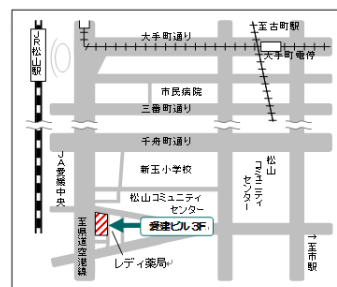 JR松山駅
大手町通り
至古町駅
大手町電停
市民病院
三番町通り
千舟町通り
JA愛媛中央
新玉小学校
松山コミュニティ
センター
松山
コミュニティ
センター
至県道空港線
愛建ビル 3F
レディ薬局
→至市駅